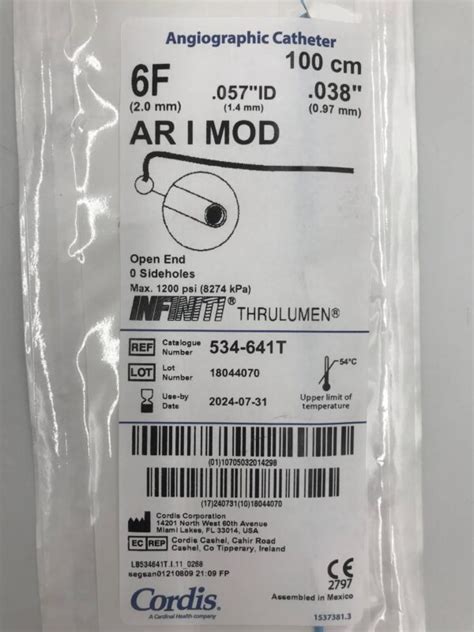 Angiographic Catheter
6F .057"ID 100 cm
(2.0 mm) (1.4 mm) .038"
(0.97 mm)
AR I MOD
Open End
0 Sideholes
Max. 1200 psi (8274 kPa)
INFINITI® THRULUMEN®
REF Catalogue Number 534-641T
LOT Lot Number 18044070
Use-by Date 2024-07-31
54°C
Upper limit of temperature
(01)10705032014298
(17)240731(10)18044070
Cordis Corporation
14201 North West 60th Avenue
Miami Lakes, FL 33014, USA
EC REP Cordis Cashel, Cahir Road
Cashel, Co Tipperary, Ireland
LB534641T.I.11_0268
segsan01210809 21:09 FP
CE
2797
Cordis®
A Cardinal Health company
Assembled in Mexico
1537381.3